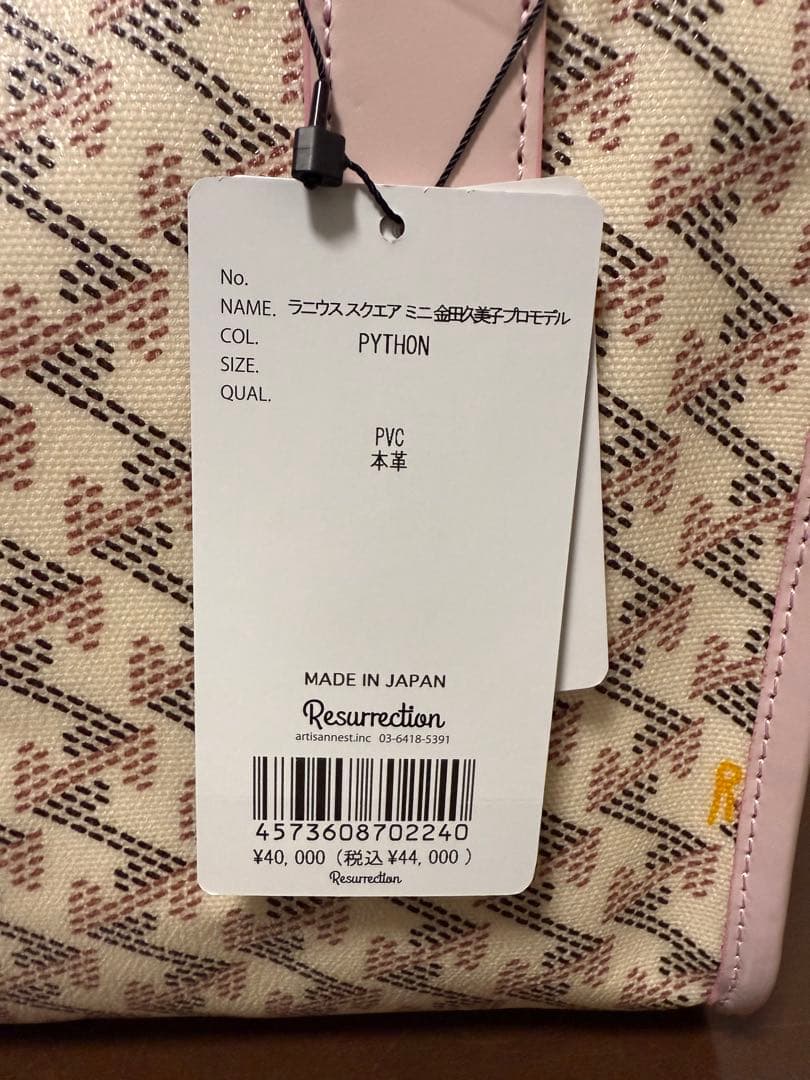 No.
NAME. ラニウス スクエア ミニ 金田久美子プロモデル
COL. PYTHON
SIZE.
QUAL.
PVC
本革
MADE IN JAPAN
Resurrection
artisannest.inc 03-6418-5391
4573608702240
¥40,000 (税込¥44,000 )
Resurrection
R